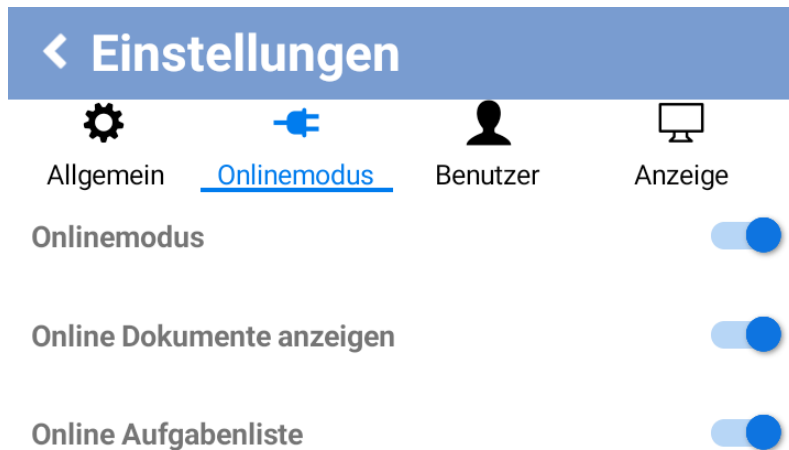 Einstellungen
Allgemein Onlinemodus Benutzer Anzeige
Onlinemodus
Online Dokumente anzeigen
Online Aufgabenliste